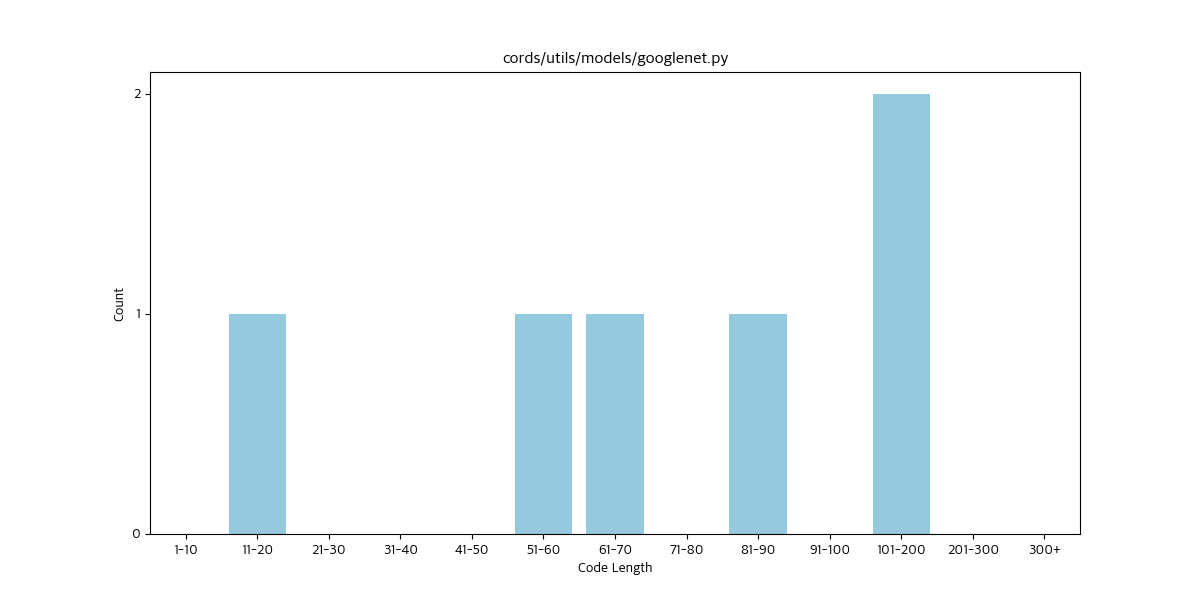 cords/utils/models/googlenet.py
2
1
0
Count
1-10 11-20 21-30 31-40 41-50 51-60 61-70 71-80 81-90 91-100 101-200 201-300 300+
Code Length